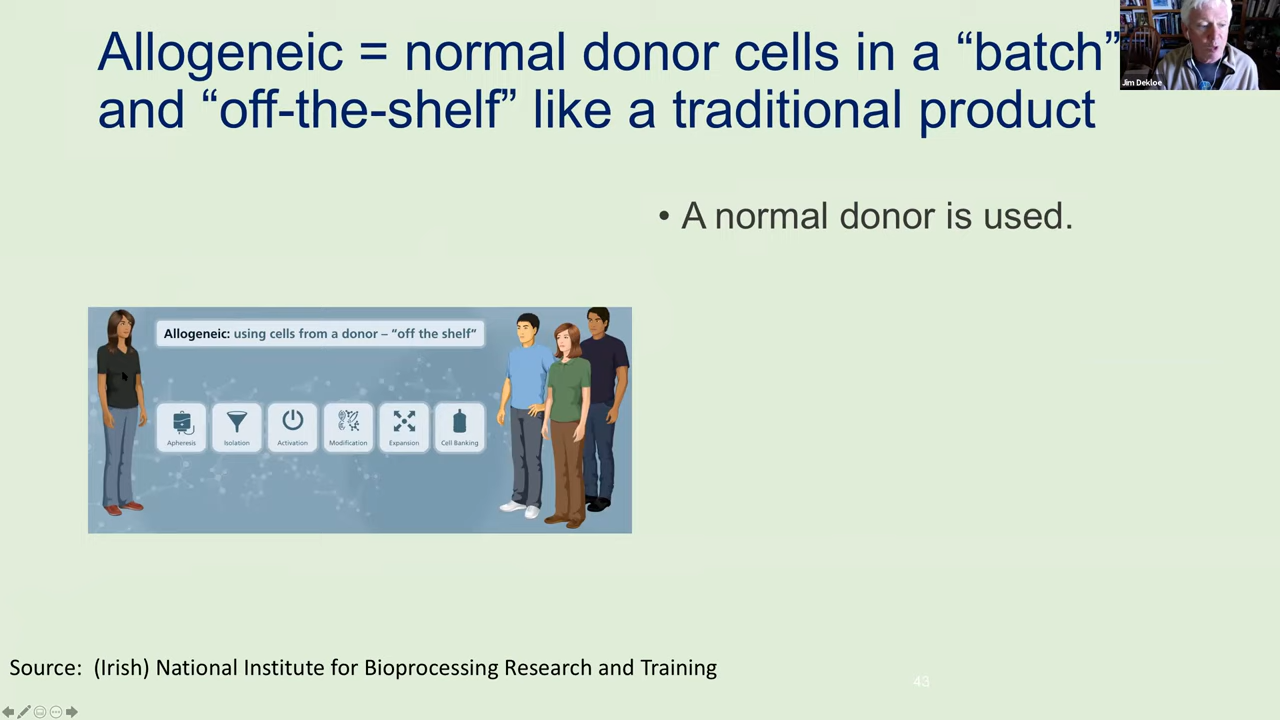 Allogeneic = normal donor cells in a “batch”
and “off-the-shelf” like a traditional product
Jim Dekloe
• A normal donor is used.
Allogeneic: using cells from a donor – “off the shelf”
Apheresis
Isolation
Activation
Modification
Expansion
Cell Banking
Source: (Irish) National Institute for Bioprocessing Research and Training
43